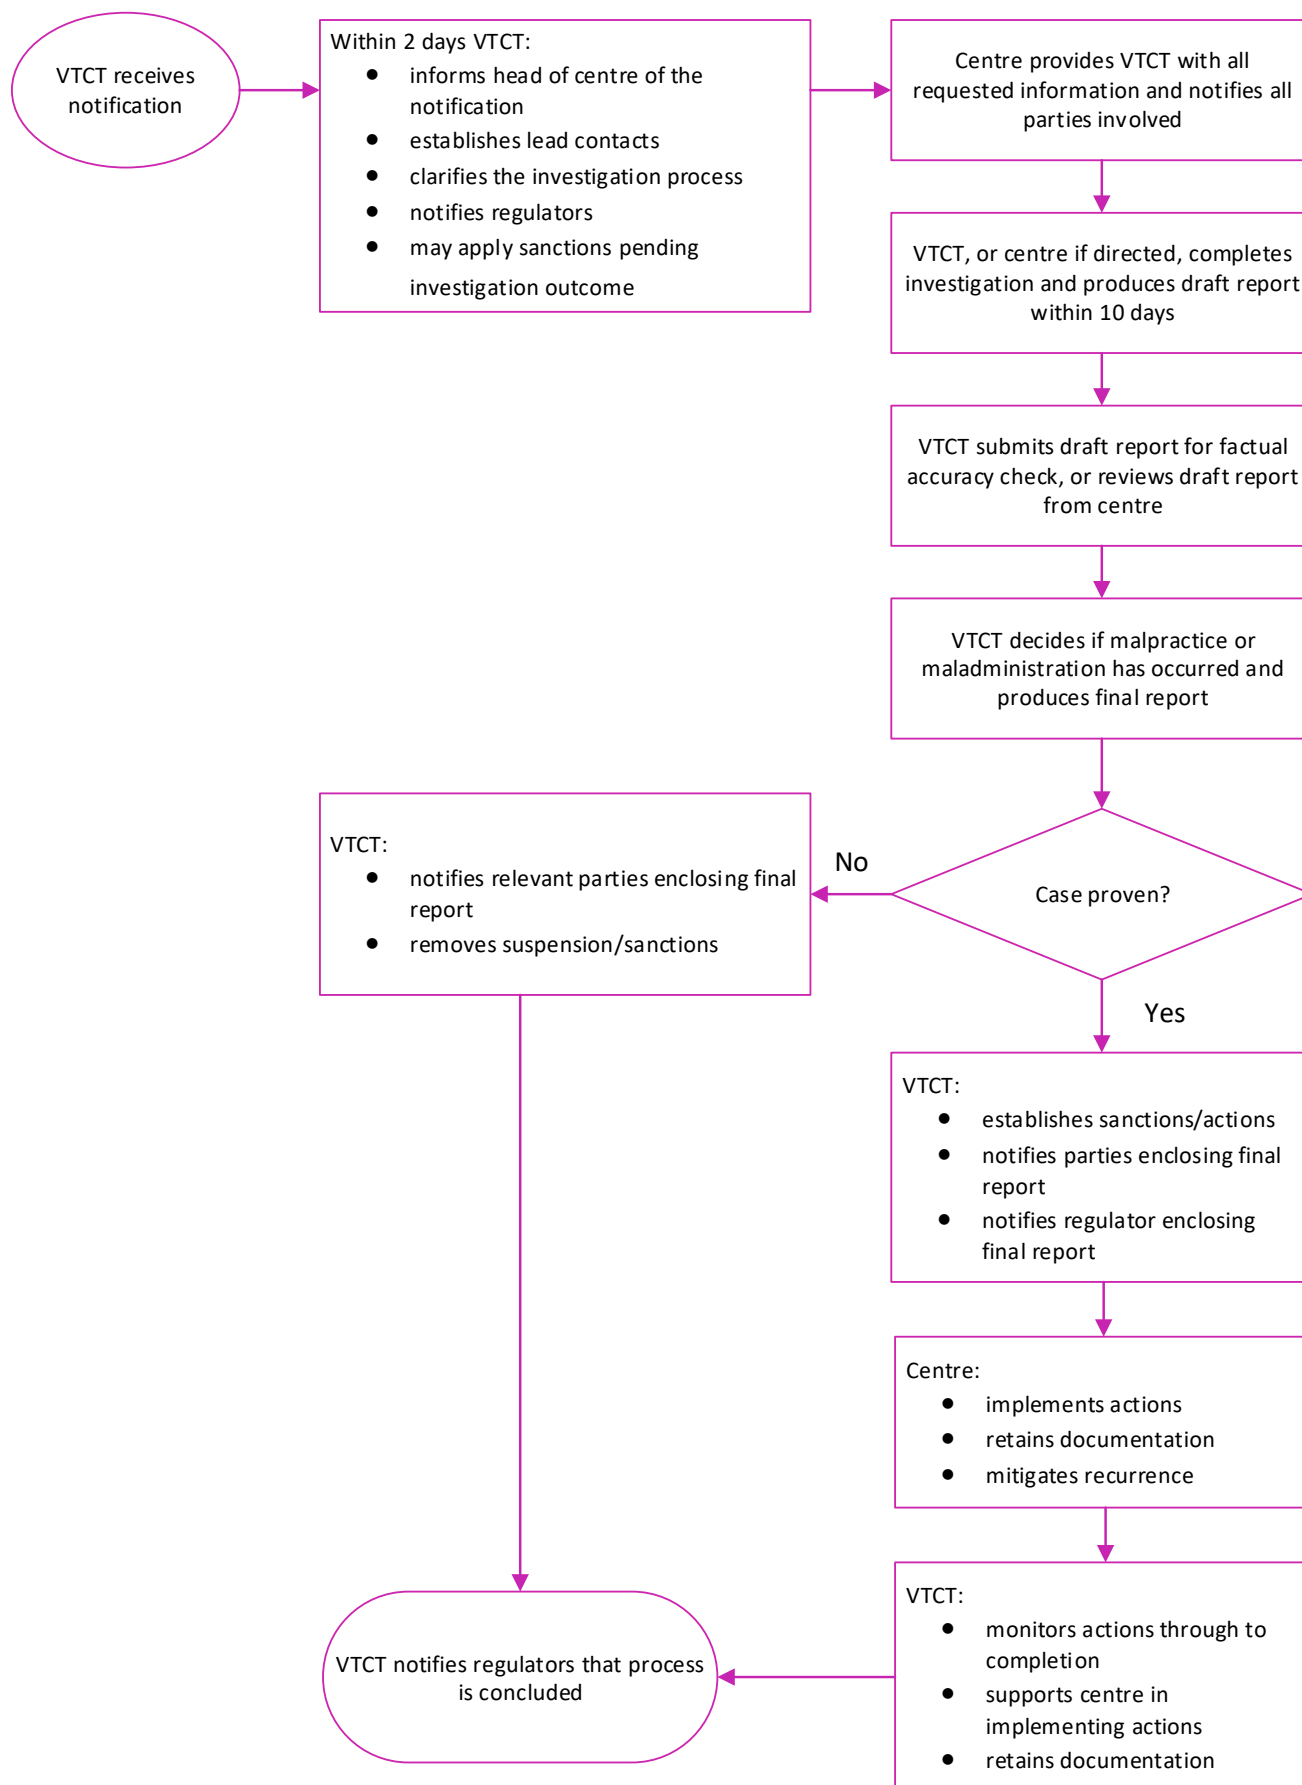 VTCT receives
notification
Within 2 days VTCT:
● informs head of centre of the
notification
● establishes lead contacts
● clarifies the investigation process
● notifies regulators
● may apply sanctions pending
investigation outcome
Centre provides VTCT with all
requested information and notifies all
parties involved
VTCT, or centre if directed, completes
investigation and produces draft report
within 10 days
VTCT submits draft report for factual
accuracy check, or reviews draft report
from centre
VTCT decides if malpractice or
maladministration has occurred and
produces final report
Case proven?
No
VTCT:
● notifies relevant parties enclosing final
report
● removes suspension/sanctions
Yes
VTCT:
● establishes sanctions/actions
● notifies parties enclosing final
report
● notifies regulator enclosing
final report
Centre:
● implements actions
● retains documentation
● mitigates recurrence
VTCT:
● monitors actions through to
completion
● supports centre in
implementing actions
● retains documentation
VTCT notifies regulators that process
is concluded